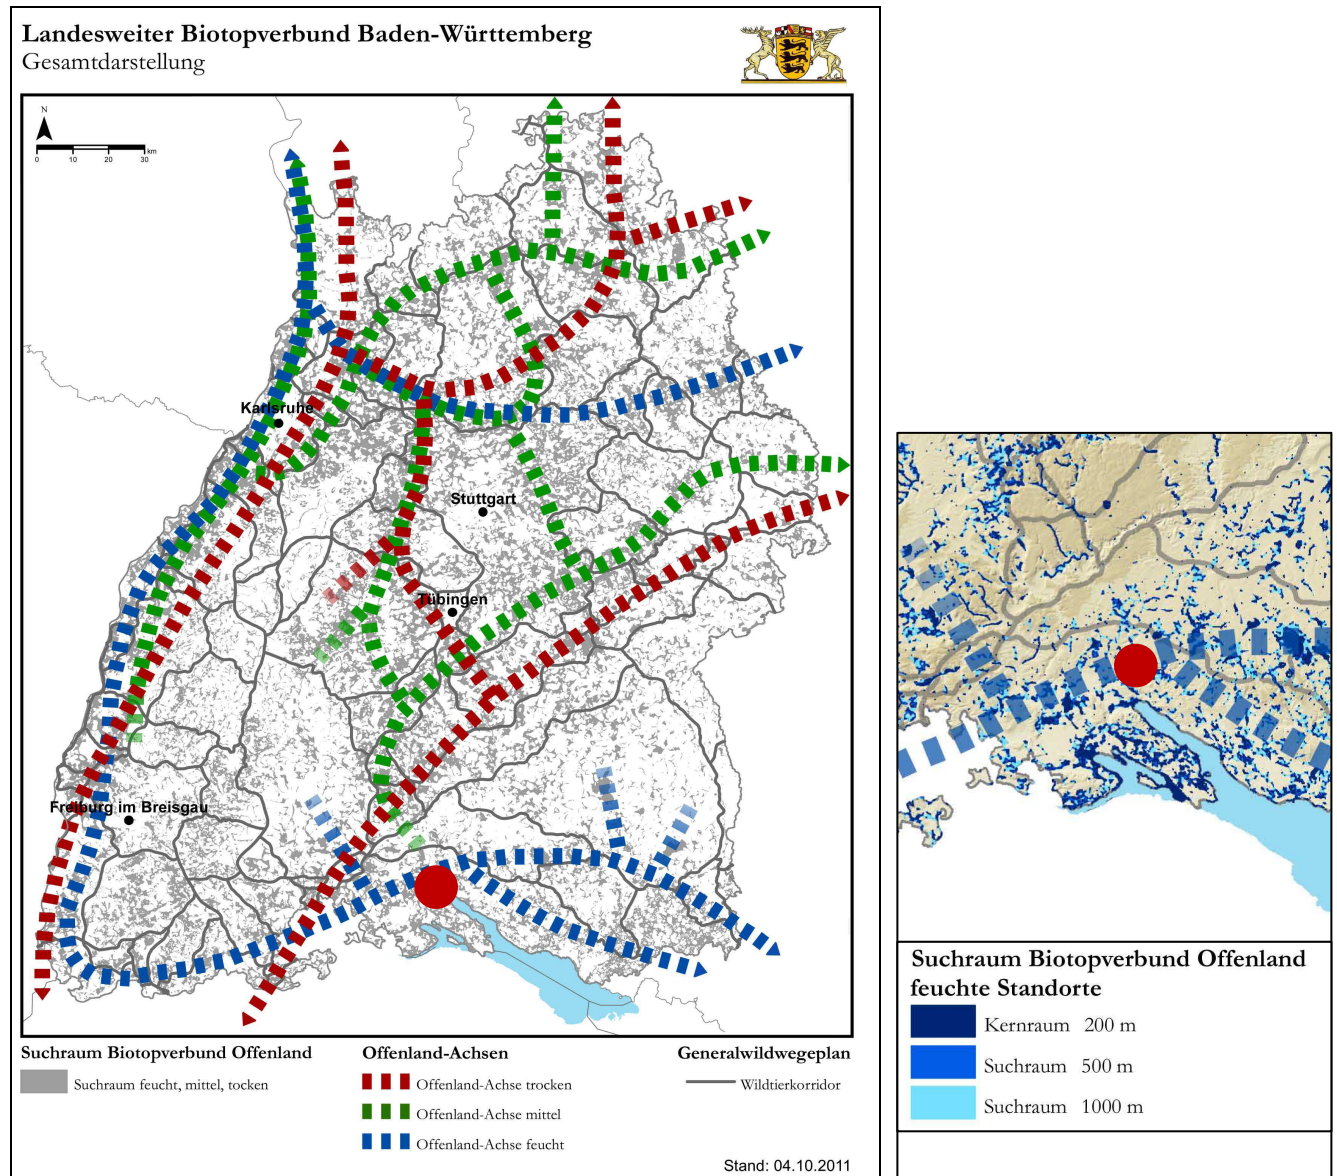 Landesweiter Biotopverbund Baden-Württemberg
Gesamtdarstellung
N
0 10 20 30 km
Karlsruhe
Stuttgart
Tübingen
Freiburg im Breisgau
Suchraum Biotopverbund Offenland
Suchraum feucht, mittel, tocken
Offenland-Achsen
Offenland-Achse trocken
Offenland-Achse mittel
Offenland-Achse feucht
Generalwildwegeplan
Wildtierkorridor
Stand: 04.10.2011
Suchraum Biotopverbund Offenland
feuchte Standorte
Kernraum 200 m
Suchraum 500 m
Suchraum 1000 m